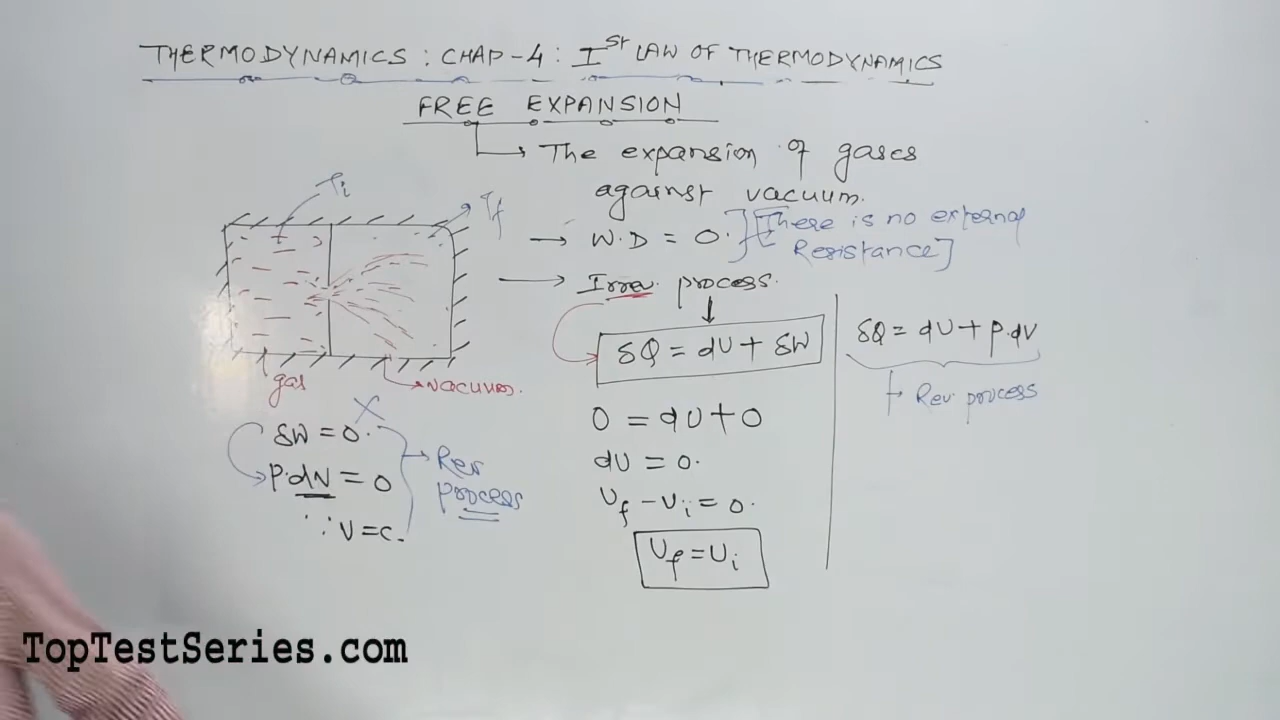 THERMODYNAMICS : CHAP-4 : Ist LAW OF THERMODYNAMICS
FREE EXPANSION
→ The expansion of gases
against vacuum.
→ W.D = 0. [There is no external
Resistance]
→ Irrev. process.
Ti
Tf
gas
vacuum.
δW = 0.
P.dV = 0
∵ V = c.
X
Rev
process
δQ = dU + δW
0 = dU + 0
dU = 0.
Uf - Ui = 0.
Uf = Ui
δQ = dU + P.dV
Rev. process
TopTestSeries.com